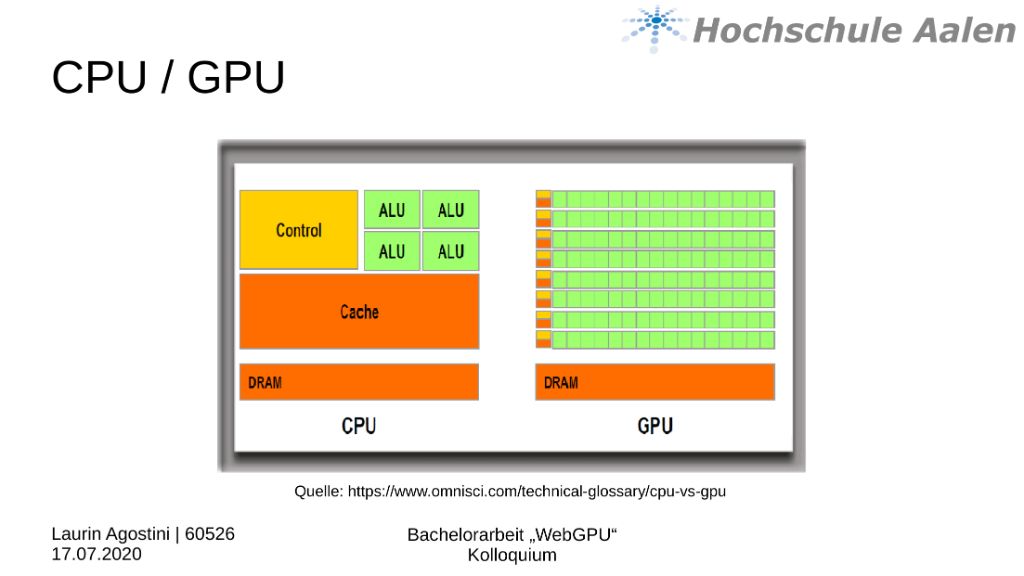 Hochschule Aalen
CPU / GPU
Control
ALU ALU
ALU ALU
Cache
DRAM
CPU
DRAM
GPU
Quelle: https://www.omnisci.com/technical-glossary/cpu-vs-gpu
Laurin Agostini | 60526
17.07.2020
Bachelorarbeit „WebGPU“
Kolloquium